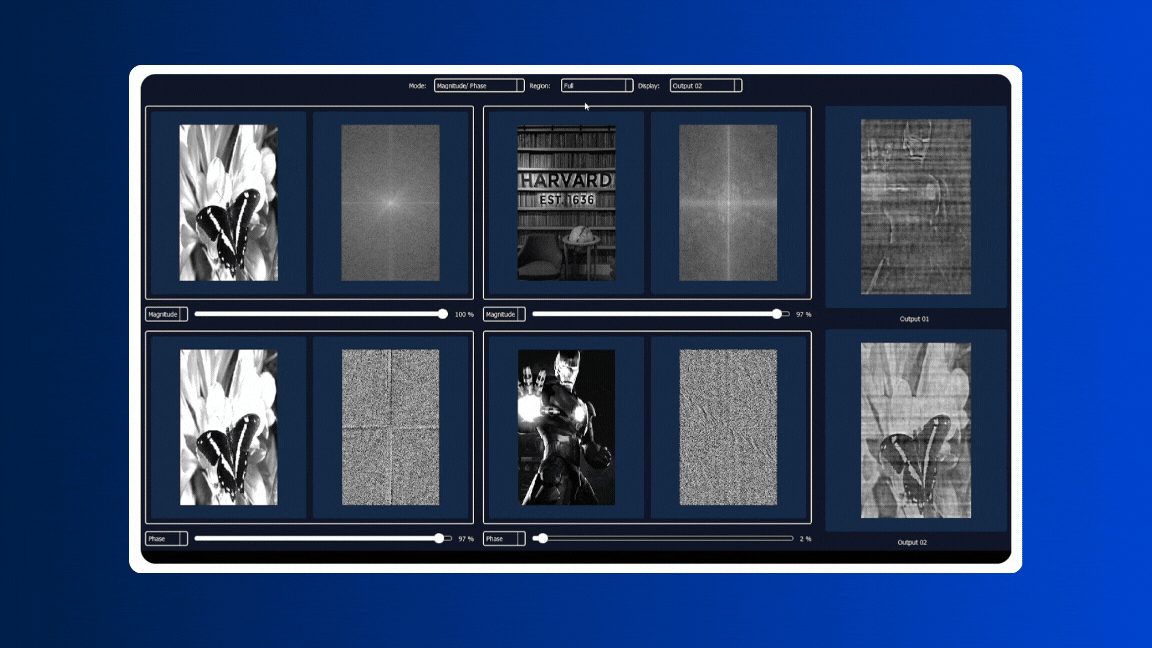 Mode: Magnitude/ Phase Region: Full Display: Output 02
HARVARD
EST. 1636
Magnitude 100 % Magnitude 97 %
Output 01
Phase 97 % Phase 2 %
Output 02